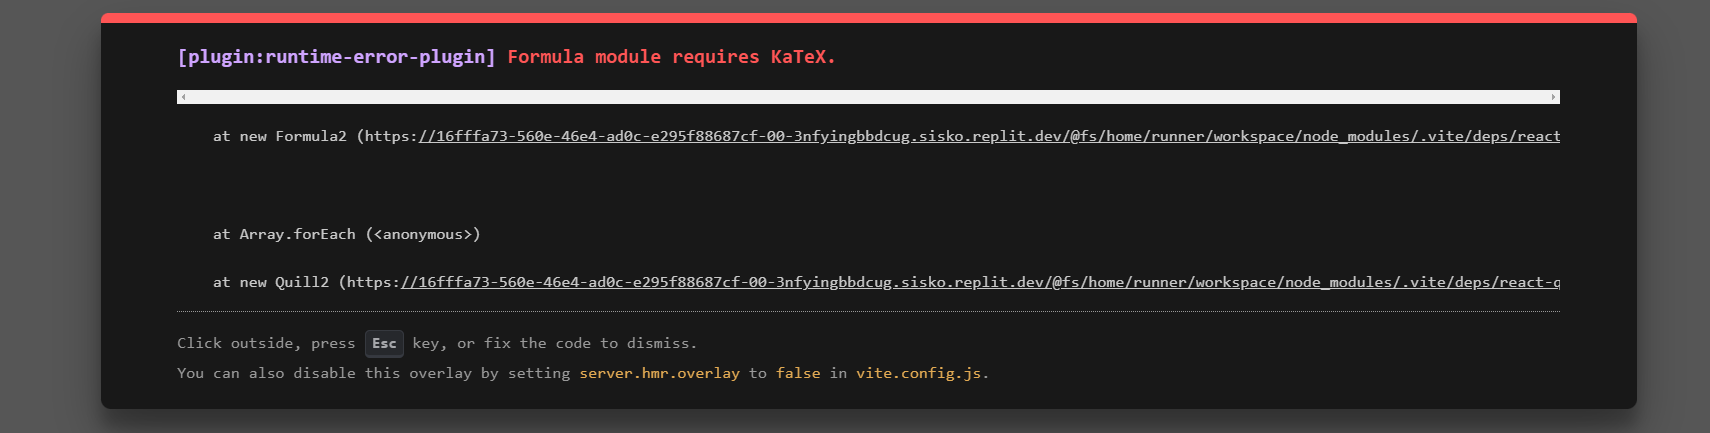 [plugin:runtime-error-plugin] Formula module requires KaTeX.
at new Formula2 (https://16fffa73-560e-46e4-ad0c-e295f88687cf-00-3nfyingbbdcug.sisko.replit.dev/@fs/home/runner/workspace/node_modules/.vite/deps/react
at Array.forEach (<anonymous>)
at new Quill2 (https://16fffa73-560e-46e4-ad0c-e295f88687cf-00-3nfyingbbdcug.sisko.replit.dev/@fs/home/runner/workspace/node_modules/.vite/deps/react-q
Click outside, press Esc key, or fix the code to dismiss.
You can also disable this overlay by setting server.hmr.overlay to false in vite.config.js.